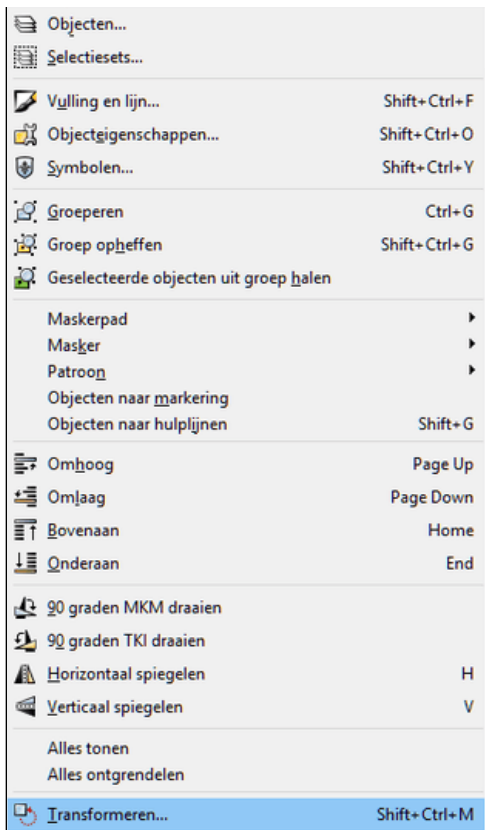 Objecten...
Selectiesets...
Vulling en lijn... Shift+Ctrl+F
Objecteigenschappen... Shift+Ctrl+O
Symbolen... Shift+Ctrl+Y
Groeperen Ctrl+G
Groep opheffen Shift+Ctrl+G
Geselecteerde objecten uit groep halen
Maskerpad
Masker
Patroon
Objecten naar markering
Objecten naar hulplijnen Shift+G
Omhoog Page Up
Omlaag Page Down
Bovenaan Home
Onderaan End
90 graden MKM draaien
90 graden TKI draaien
Horizontaal spiegelen H
Verticaal spiegelen V
Alles tonen
Alles ontgrendelen
Transformeren... Shift+Ctrl+M